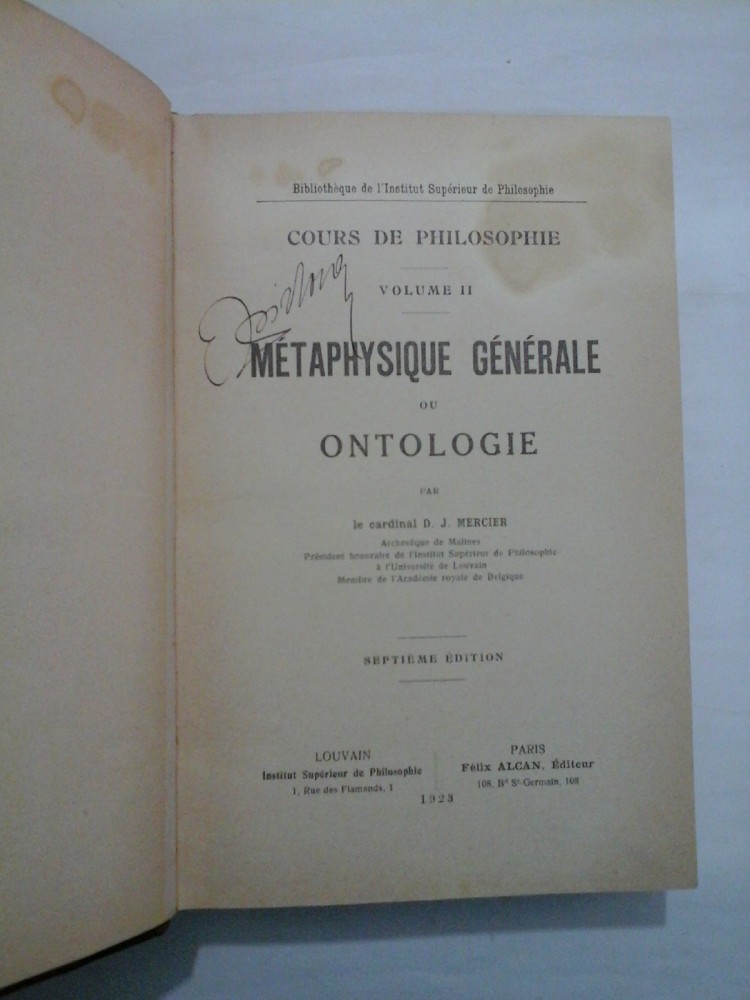 Bibliothèque de l'Institut Supérieur de Philosophie
COURS DE PHILOSOPHIE
VOLUME II
MÉTAPHYSIQUE GÉNÉRALE
OU
ONTOLOGIE
PAR
le cardinal D. J. MERCIER
Archevêque de Malines
Président honoraire de l'Institut Supérieur de Philosophie
à l'Université de Louvain
Membre de l'Académie royale de Belgique
SEPTIÈME ÉDITION
LOUVAIN
Institut Supérieur de Philosophie
1, Rue des Flamands, 1
PARIS
Félix ALCAN, Éditeur
108, Bd St-Germain, 108
1923